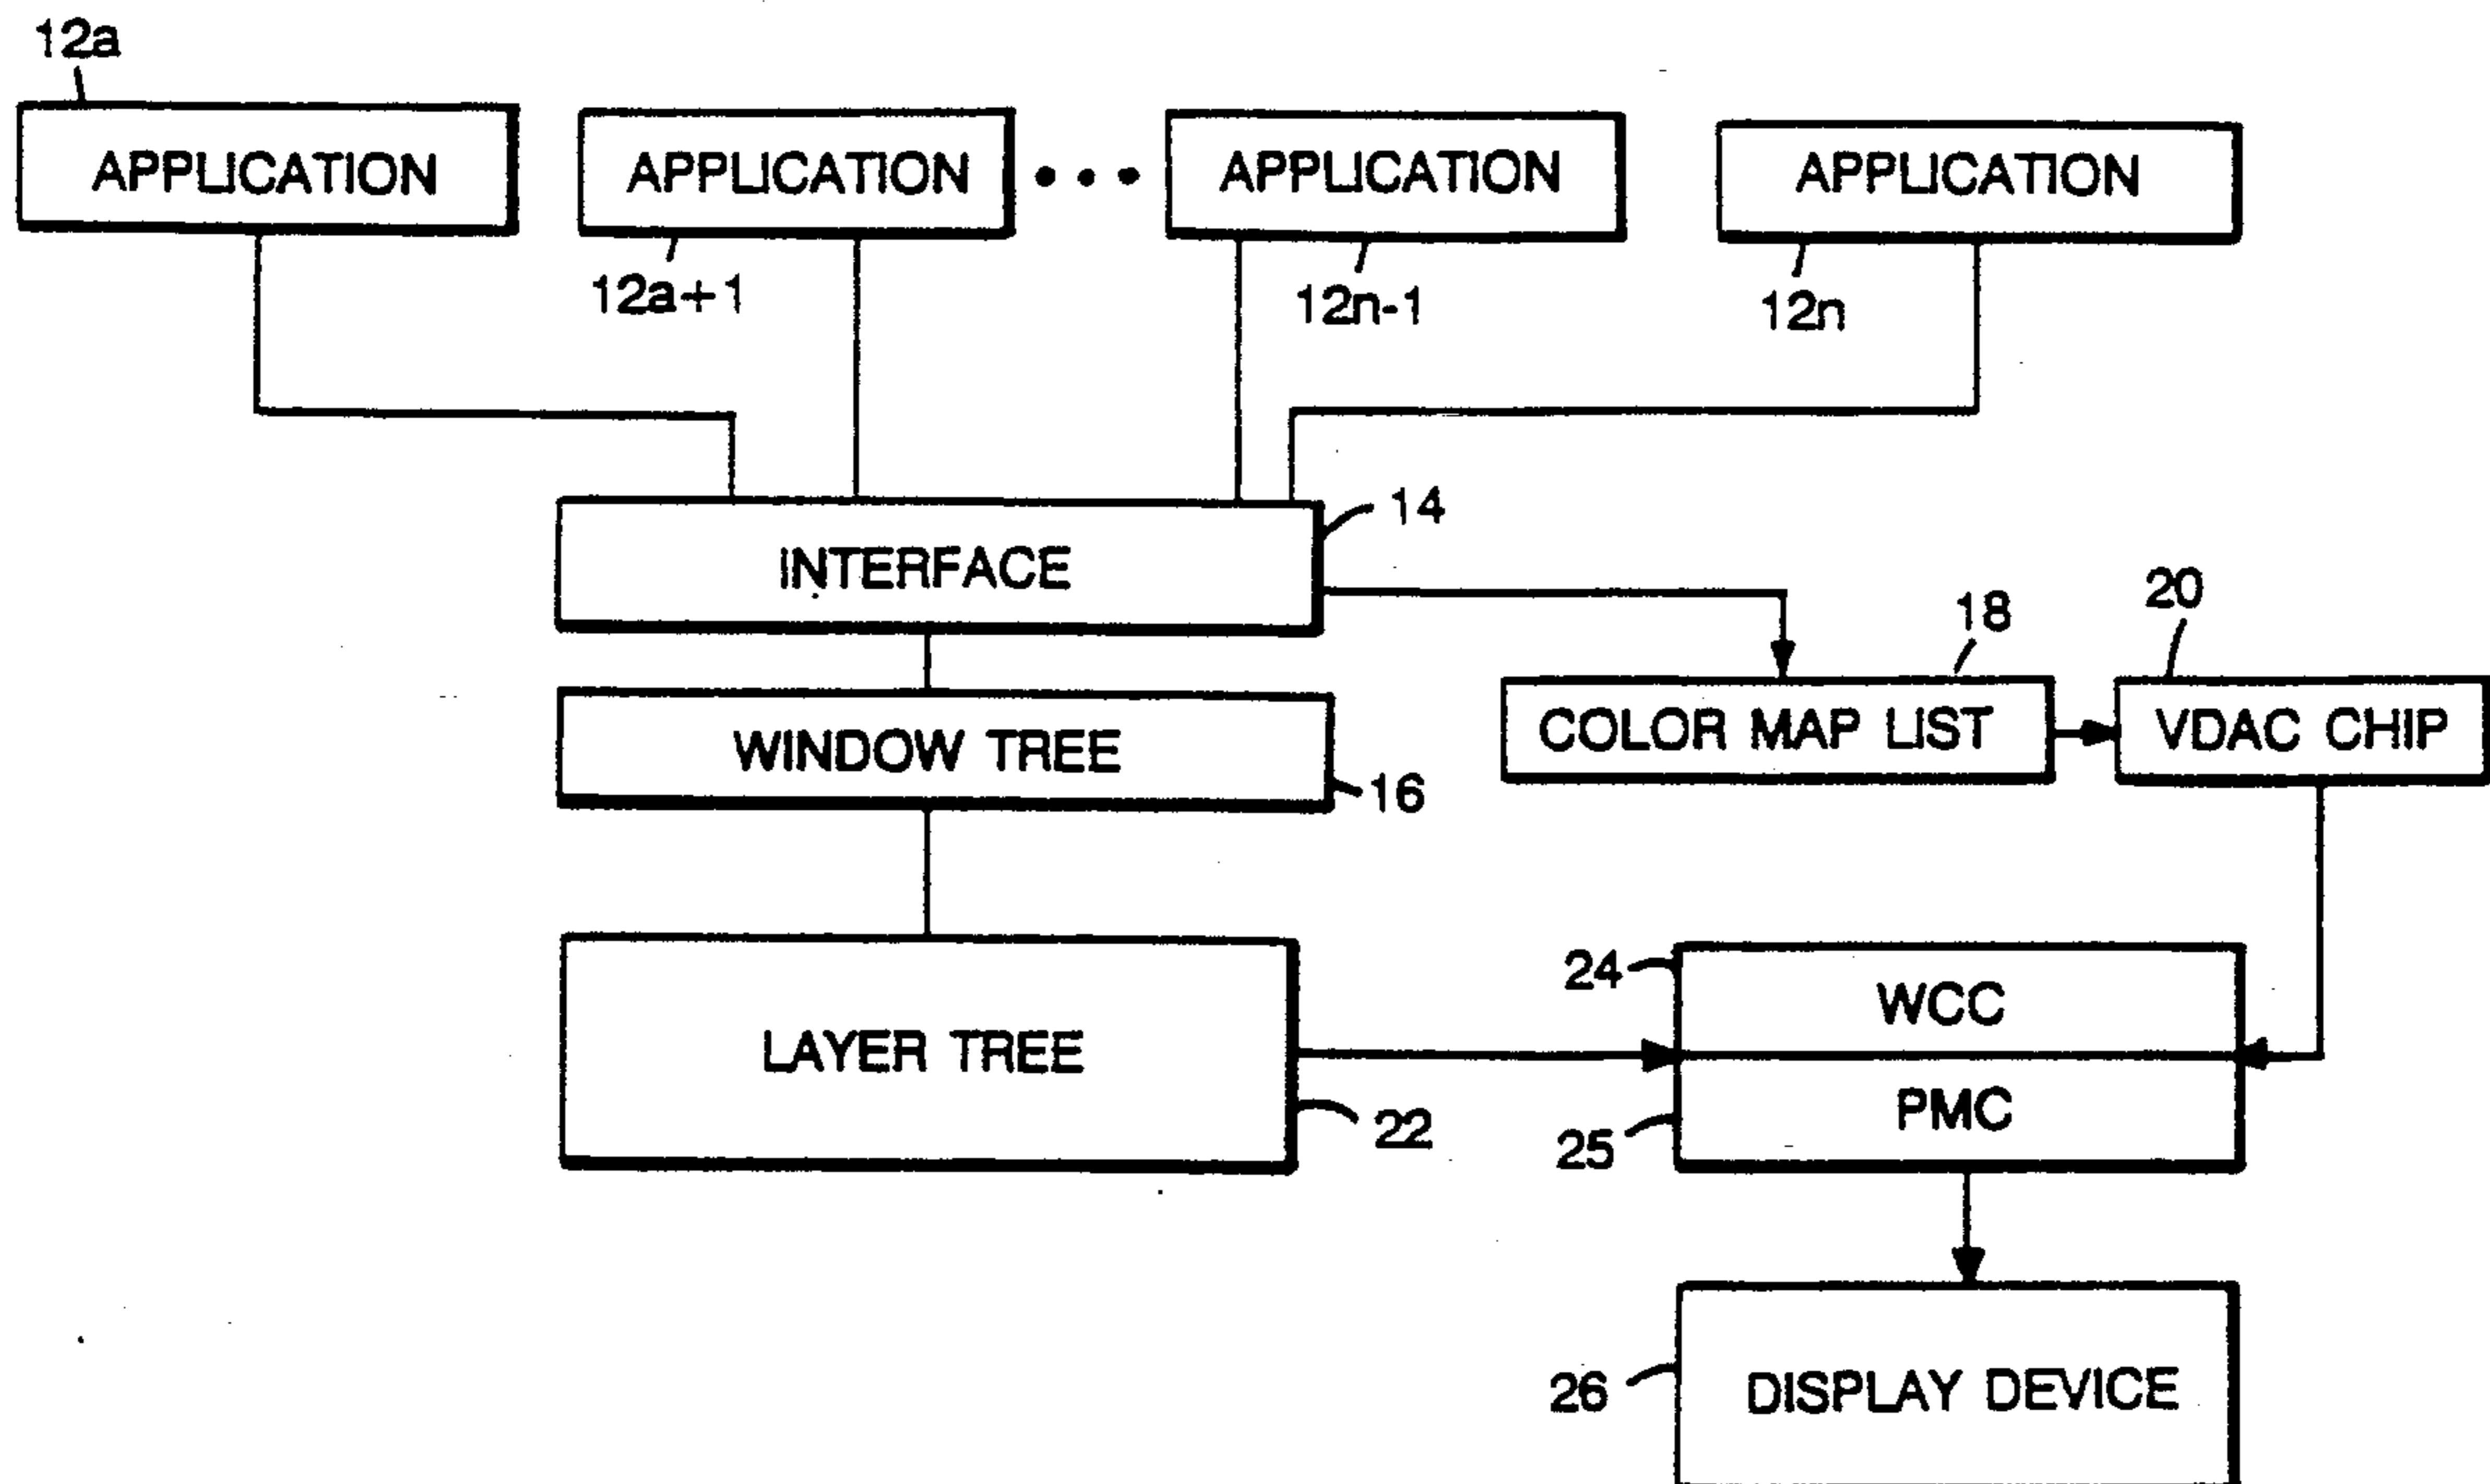 12a
APPLICATION
APPLICATION
APPLICATION
APPLICATION
12a+1
12n-1
12n
14
INTERFACE
18
20
WINDOW TREE
16
COLOR MAP LIST
VDAC CHIP
24
WCC
LAYER TREE
22
25
PMC
26
DISPLAY DEVICE